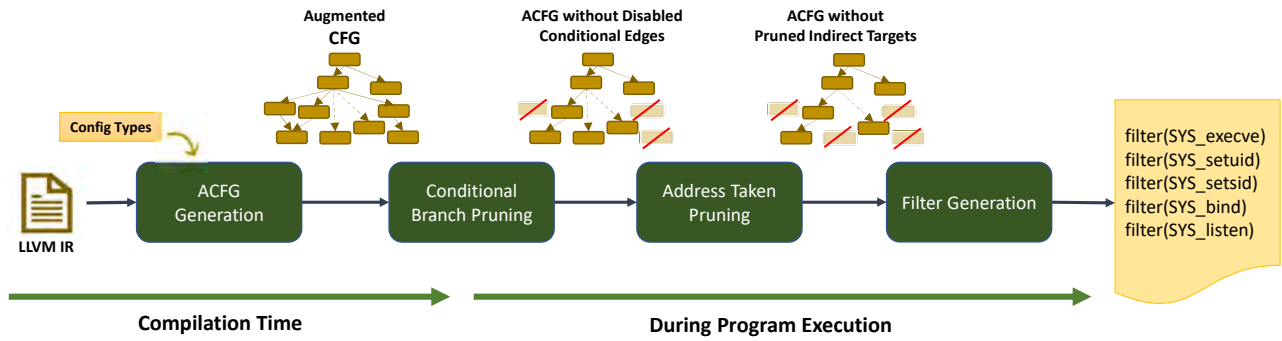 Augmented
CFG
ACFG without Disabled
Conditional Edges
ACFG without
Pruned Indirect Targets
Config Types
LLVM IR
ACFG
Generation
Conditional
Branch Pruning
Address Taken
Pruning
Filter Generation
filter(SYS_execve)
filter(SYS_setuid)
filter(SYS_setsid)
filter(SYS_bind)
filter(SYS_listen)
Compilation Time
During Program Execution